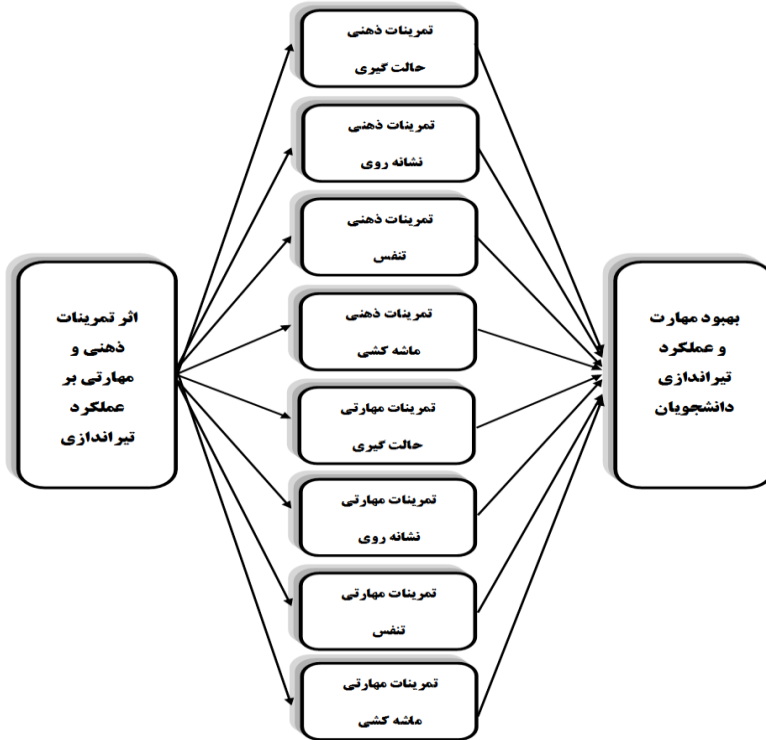 تمرینات ذهنی
حالت گیری
تمرینات ذهنی
نشانه روی
تمرینات ذهنی
تنفس
تمرینات ذهنی
ماشه کشی
تمرینات مهارتی
حالت گیری
تمرینات مهارتی
نشانه روی
تمرینات مهارتی
تنفس
تمرینات مهارتی
ماشه کشی
بهبود مهارت
و عملکرد
تیراندازی
دانشجویان
اثر تمرینات
ذهنی و
مهارتی بر
عملکرد
تیراندازی